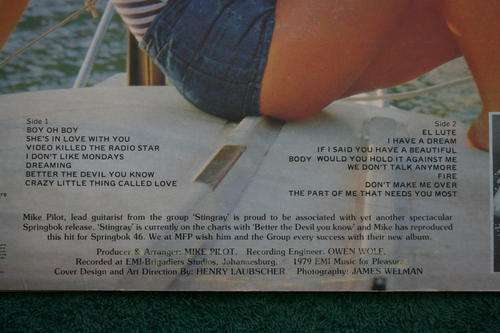 Side 1
BOY OH BOY
SHE'S IN LOVE WITH YOU
VIDEO KILLED THE RADIO STAR
I DON'T LIKE MONDAYS
DREAMING
BETTER THE DEVIL YOU KNOW
CRAZY LITTLE THING CALLED LOVE
Side 2
EL LUTE
I HAVE A DREAM
IF I SAID YOU HAVE A BEAUTIFUL
BODY WOULD YOU HOLD IT AGAINST ME
WE DON'T TALK ANYMORE
FIRE
DON'T MAKE ME OVER
THE PART OF ME THAT NEEDS YOU MOST
Mike Pilot, lead guitarist from the group 'Stingray' is proud to be associated with yet another spectacular
Springbok release. 'Stingray' is currently on the charts with 'Better the Devil you know' and Mike has reproduced
this hit for Springbok 46. We at MFP wish him and the Group every success with their new album.
Producer & Arranger: MIKE PILOT. Recording Engineer: OWEN WOLF.
Recorded at EMI-Brigadiers Studios, Johannesburg. 1979 EMI Music for Pleasure
Cover Design and Art Direction By: HENRY LAUBSCHER Photography: JAMES WELMAN